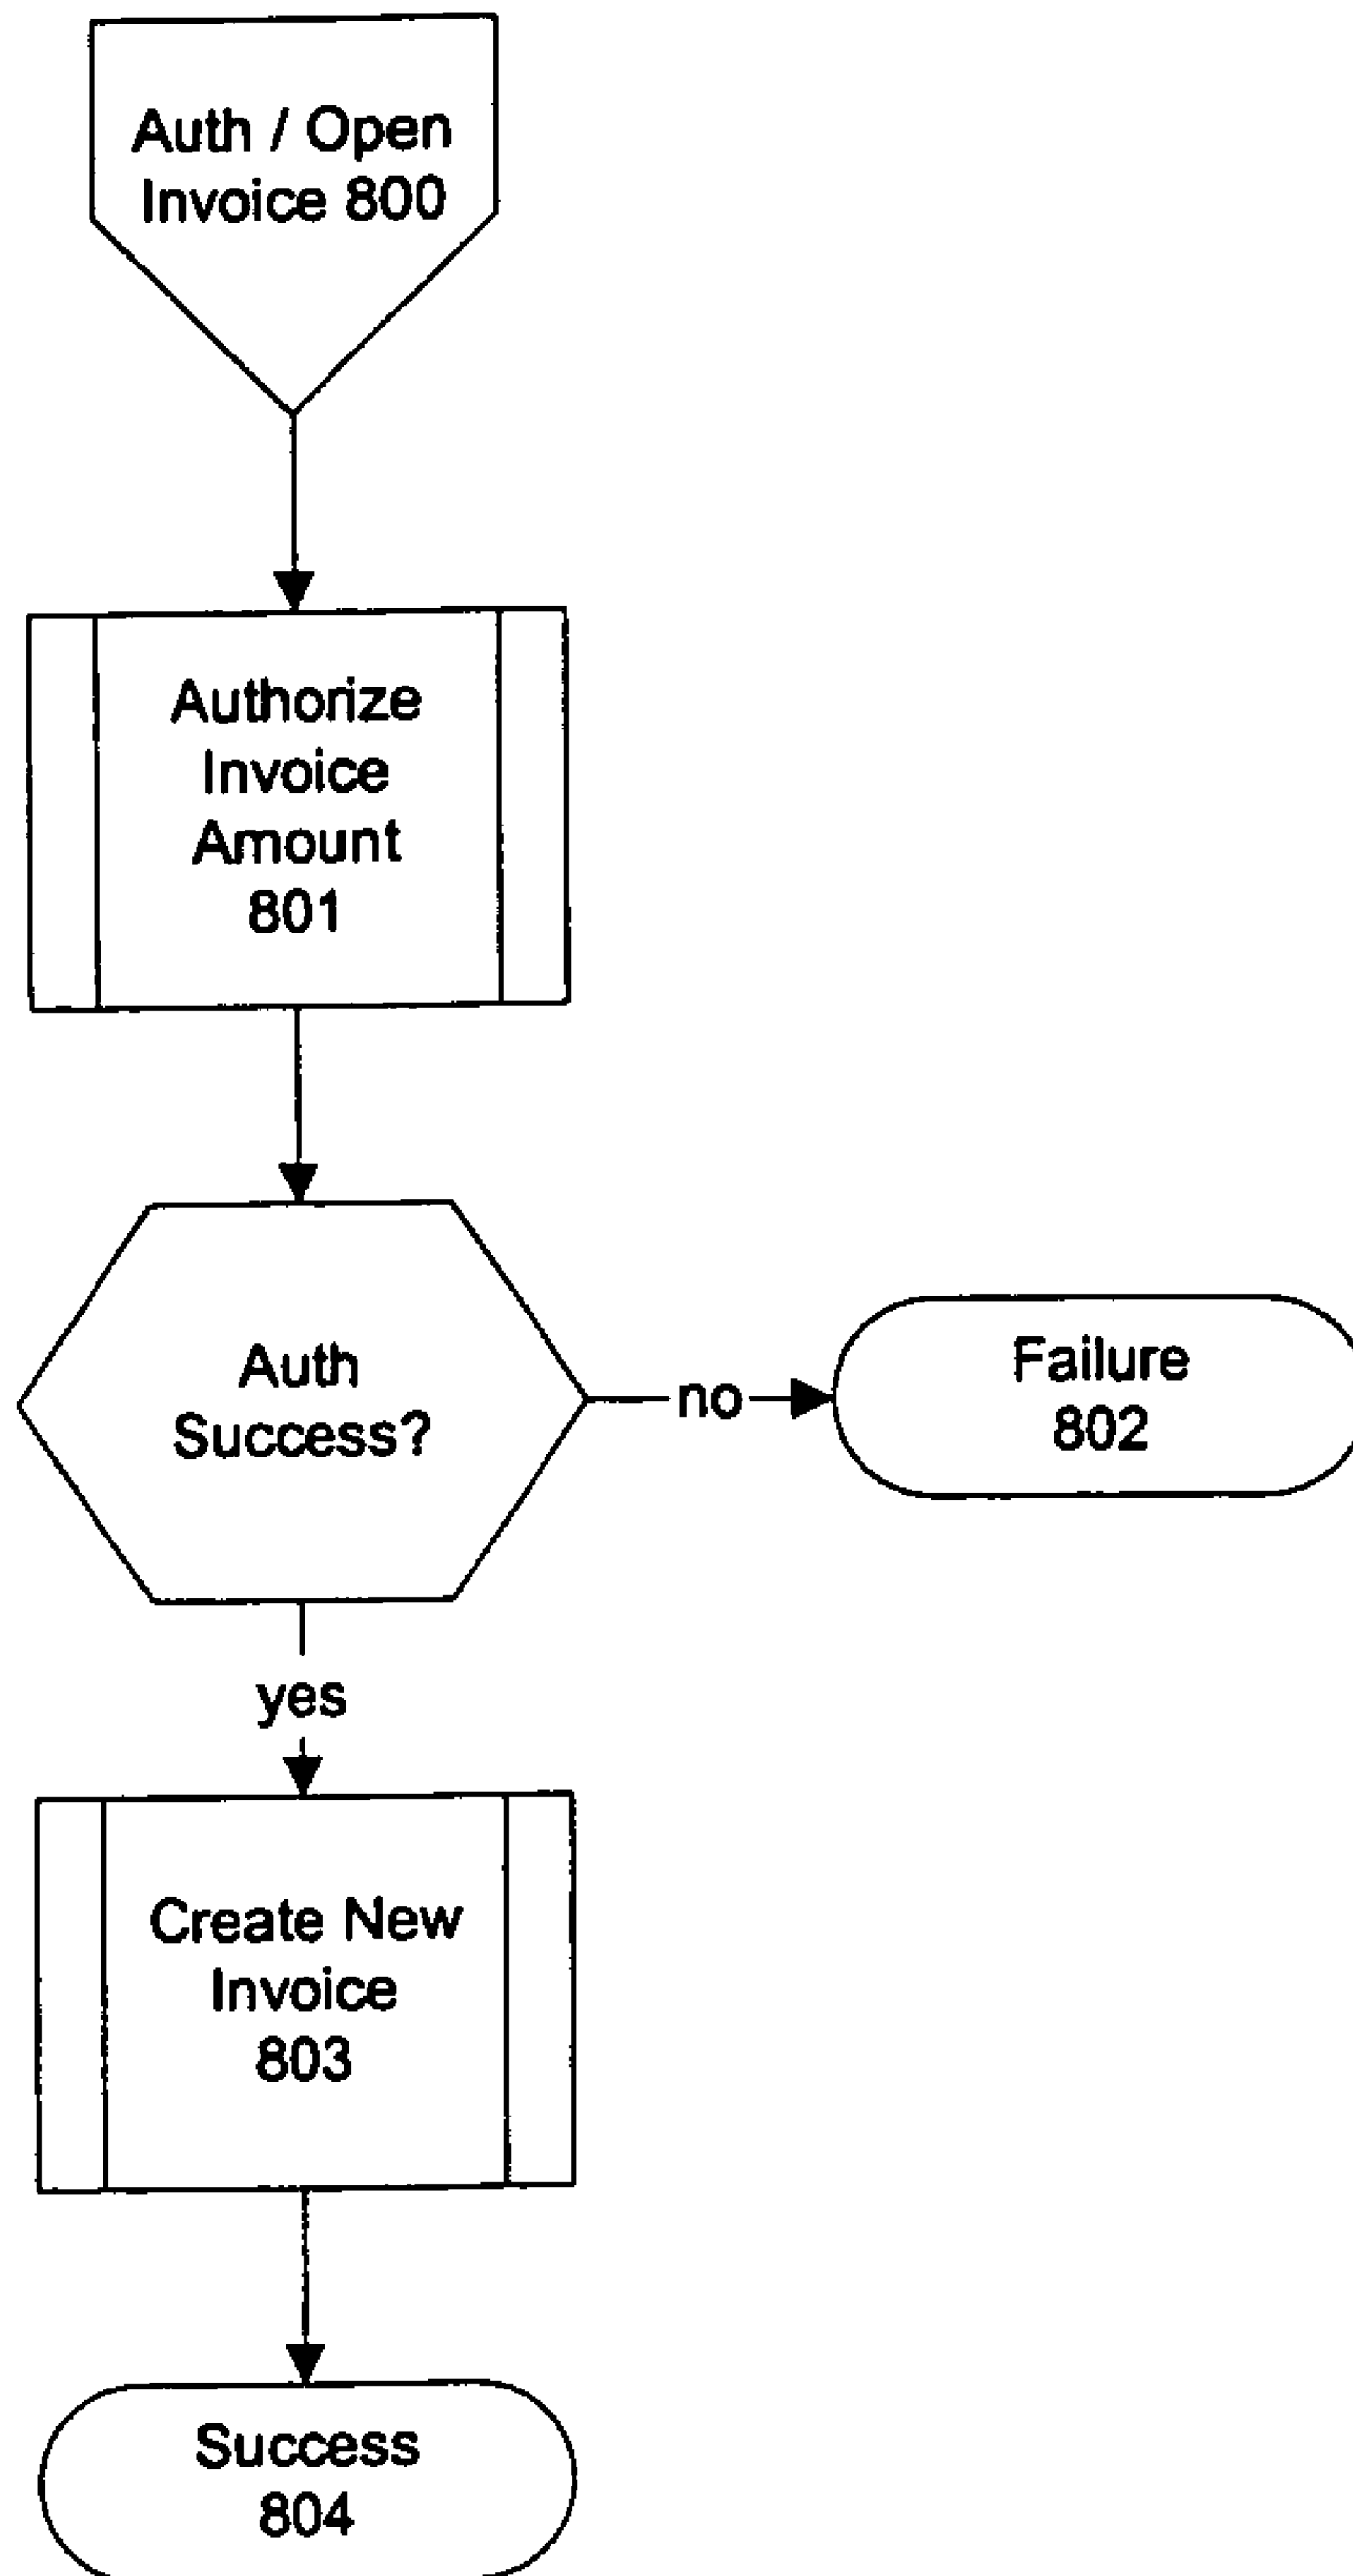 Auth / Open
Invoice 800
Authorize
Invoice
Amount
801
Auth
Success?
no
Failure
802
yes
Create New
Invoice
803
Success
804